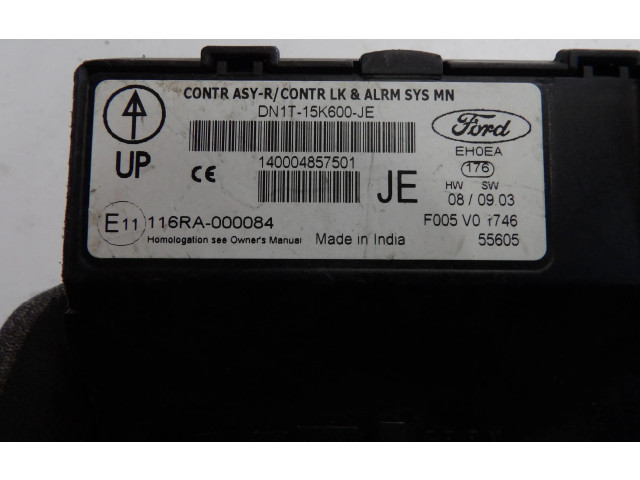 CONTR ASY-R/CONTR LK & ALRM SYS MN
DN1T-15K600-JE
UP
CE
140004857501
JE
Ford
EH0EA
176
HW SW
08 / 09 03
E11 116RA-000084
Homologation see Owner's Manual
Made in India
F005 V0 1746
55605